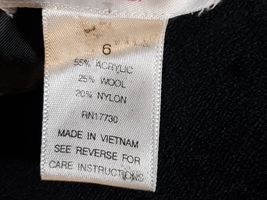 6
55% ACRYLIC
25% WOOL
20% NYLON
RN17730
MADE IN VIETNAM
SEE REVERSE FOR
CARE INSTRUCTIONS